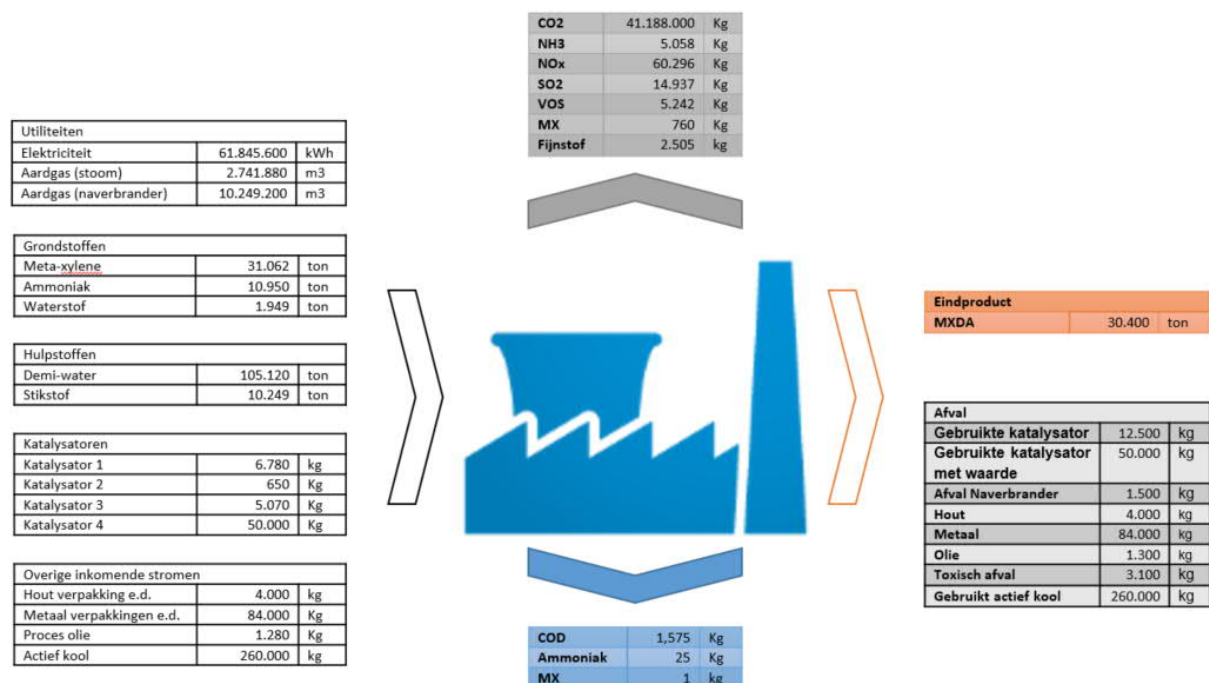 CO2 41.188.000 Kg
NH3 5.058 Kg
NOx 60.296 Kg
SO2 14.937 Kg
VOS 5.242 Kg
MX 760 Kg
Fijnstof 2.505 kg
Utiliteiten
Elektriciteit 61.845.600 kWh
Aardgas (stoom) 2.741.880 m3
Aardgas (naverbrander) 10.249.200 m3
Grondstoffen
Meta-xylene 31.062 ton
Ammoniak 10.950 ton
Waterstof 1.949 ton
Hulpstoffen
Demi-water 105.120 ton
Stikstof 10.249 ton
Katalysatoren
Katalysator 1 6.780 kg
Katalysator 2 650 Kg
Katalysator 3 5.070 Kg
Katalysator 4 50.000 Kg
Overige inkomende stromen
Hout verpakking e.d. 4.000 kg
Metaal verpakkingen e.d. 84.000 Kg
Proces olie 1.280 Kg
Actief kool 260.000 kg
Eindproduct
MXDA 30.400 ton
Afval
Gebruikte katalysator 12.500 kg
Gebruikte katalysator 50.000 kg
met waarde
Afval Naverbrander 1.500 kg
Hout 4.000 kg
Metaal 84.000 kg
Olie 1.300 kg
Toxisch afval 3.100 kg
Gebruikt actief kool 260.000 kg
COD 1,575 Kg
Ammoniak 25 Kg
MX 1 kg